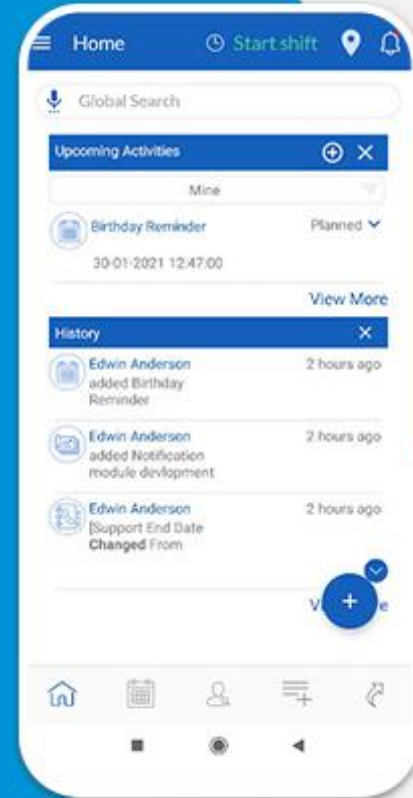 Home
Start shift
Global Search
Upcoming Activities
Mine
Birthday Reminder
Planned
30-01-2021 12:47:00
View More
History
Edwin Anderson
2 hours ago
added Birthday
Reminder
Edwin Anderson
2 hours ago
added Notification
module devlopment
Edwin Anderson
2 hours ago
[Support End Date
Changed From